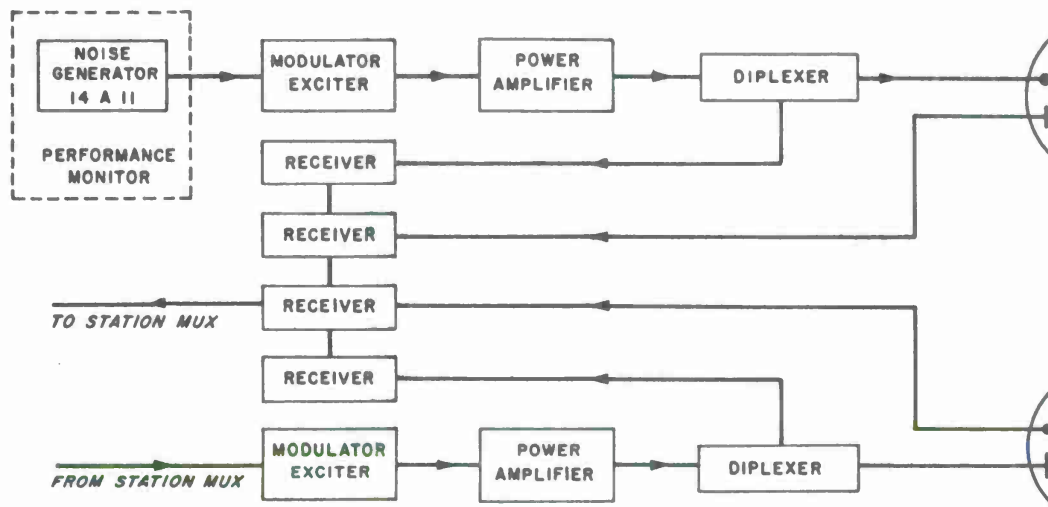 NOISE
GENERATOR
14 A 11
PERFORMANCE
MONITOR
MODULATOR
EXCITER
POWER
AMPLIFIER
DIPLEXER
RECEIVER
RECEIVER
RECEIVER
TO STATION MUX
RECEIVER
MODULATOR
EXCITER
POWER
AMPLIFIER
DIPLEXER
FROM STATION MUX